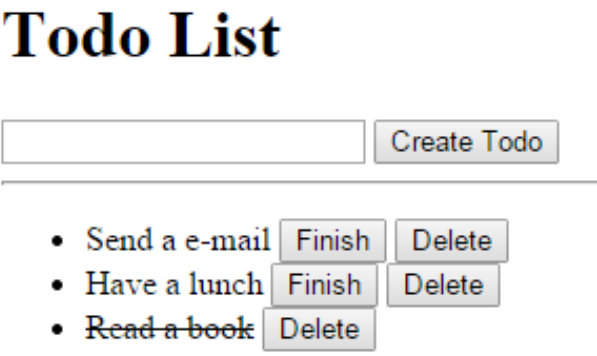 Todo List
Create Todo
Send a e-mail Finish Delete
Have a lunch Finish Delete
Read a book Delete